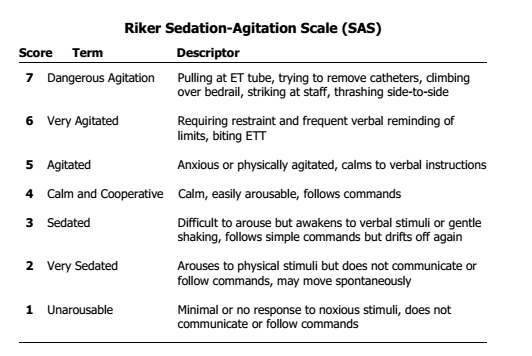 Riker Sedation-Agitation Scale (SAS)
Score Term Descriptor
7 Dangerous Agitation Pulling at ET tube, trying to remove catheters, climbing
over bedrail, striking at staff, thrashing side-to-side
6 Very Agitated Requiring restraint and frequent verbal reminding of
limits, biting ETT
5 Agitated Anxious or physically agitated, calms to verbal instructions
4 Calm and Cooperative Calm, easily arousable, follows commands
3 Sedated Difficult to arouse but awakens to verbal stimuli or gentle
shaking, follows simple commands but drifts off again
2 Very Sedated Arouses to physical stimuli but does not communicate or
follow commands, may move spontaneously
1 Unarousable Minimal or no response to noxious stimuli, does not
communicate or follow commands